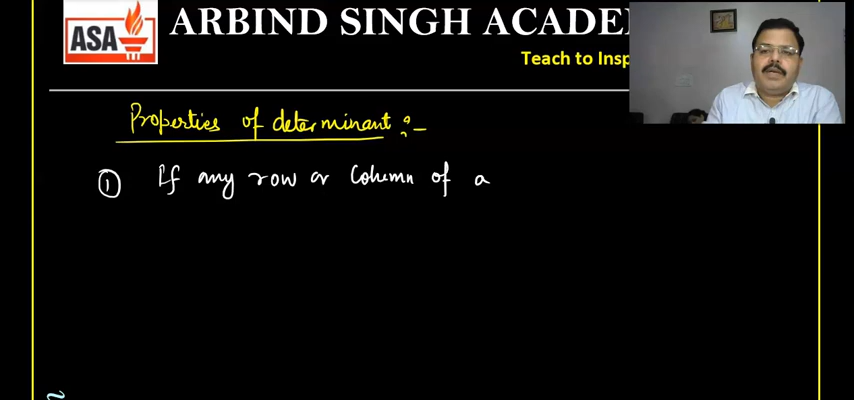 ASA
ARBIND SINGH ACADE
Teach to Insp
Properties of determinant :-
① If any row or column of a